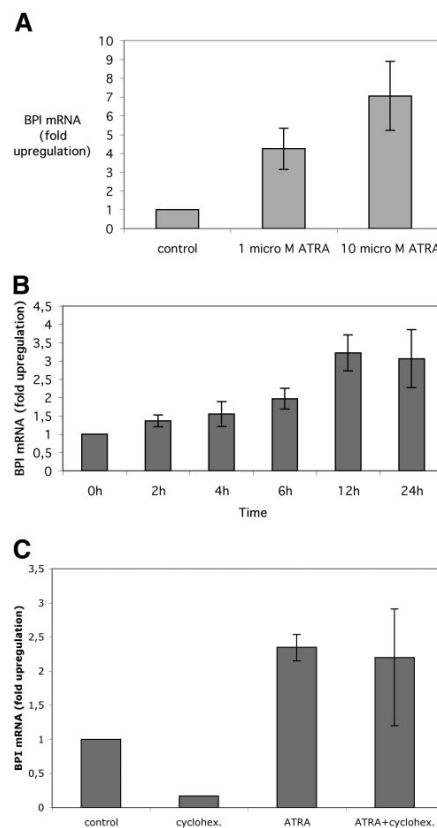 A
BPI mRNA
(fold
upregulation)
10
9
8
7
6
5
4
3
2
1
0
control 1 micro M ATRA 10 micro M ATRA
B
BPI mRNA (fold upregulation)
4,5
4
3,5
3
2,5
2
1,5
1
0,5
0
0h 2h 4h 6h 12h 24h
Time
C
BPI mRNA (fold upregulation)
3,5
3
2,5
2
1,5
1
0,5
0
control cyclohex. ATRA ATRA+cyclohex.